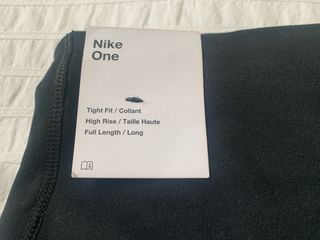 Nike
One
Tight Fit / Collant
High Rise / Taille Haute
Full Length / Long